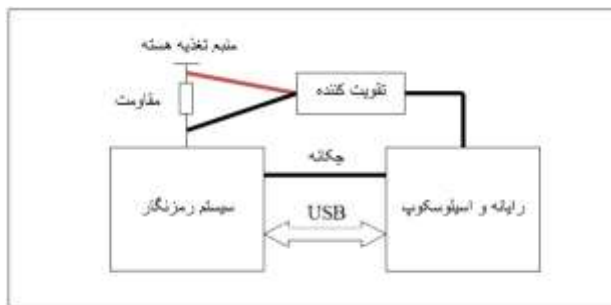 منبع تغذیه هسته
مقاومت
تقویت کننده
چکانه
سیستم رمزنگار
USB
رایانه و اسیلوسکوپ